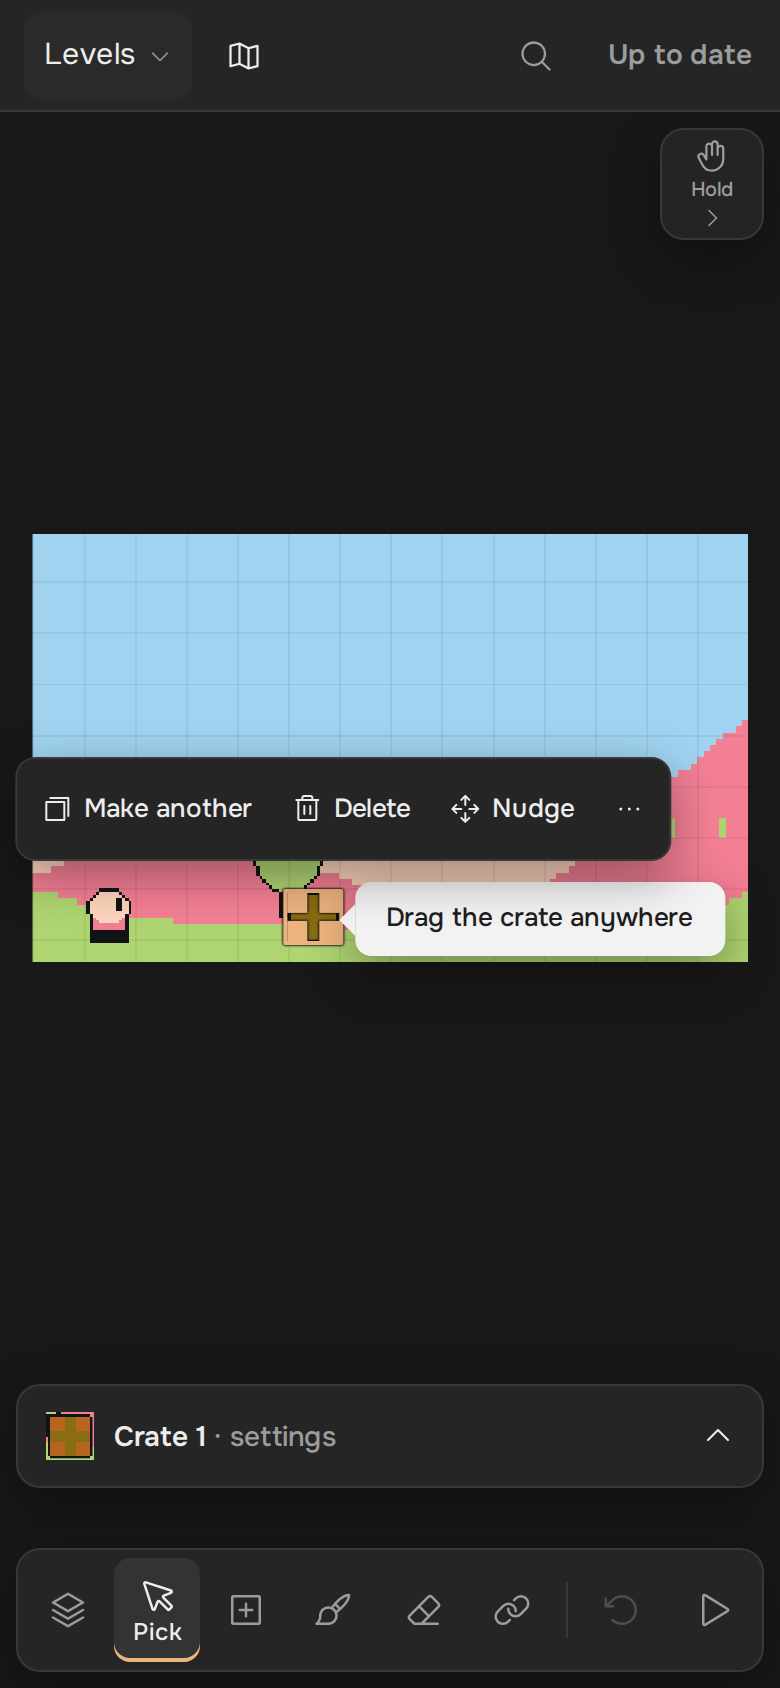 Levels
Up to date
Hold
Make another
Delete
Nudge
Drag the crate anywhere
Crate 1 · settings
Pick